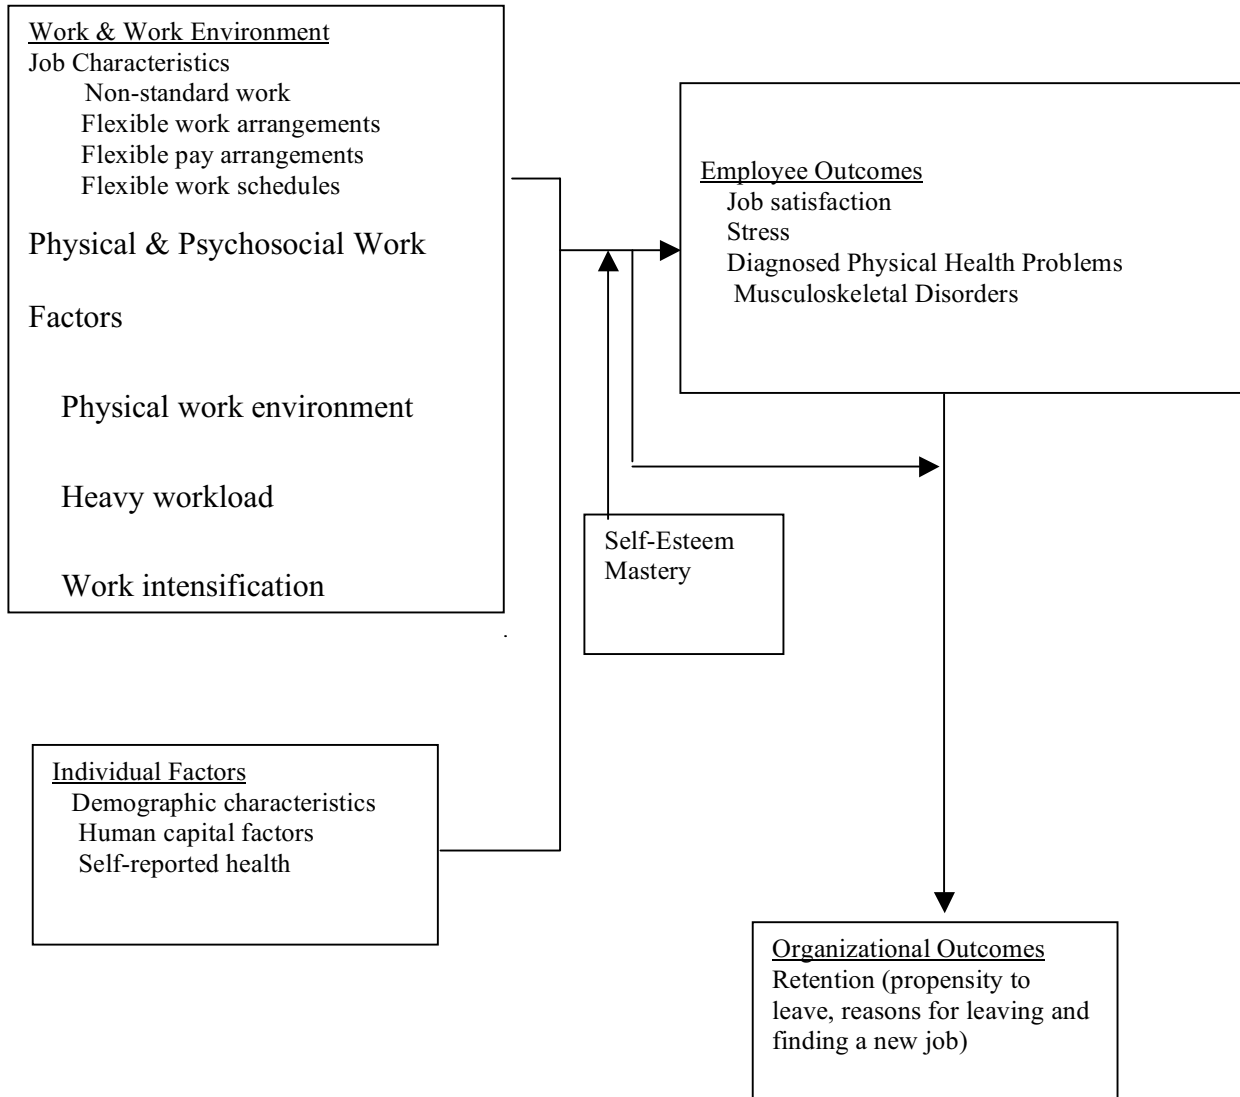 Work & Work Environment
Job Characteristics
Non-standard work
Flexible work arrangements
Flexible pay arrangements
Flexible work schedules
Physical & Psychosocial Work
Factors
Physical work environment
Heavy workload
Work intensification
Employee Outcomes
Job satisfaction
Stress
Diagnosed Physical Health Problems
Musculoskeletal Disorders
Self-Esteem
Mastery
Individual Factors
Demographic characteristics
Human capital factors
Self-reported health
Organizational Outcomes
Retention (propensity to
leave, reasons for leaving and
finding a new job)